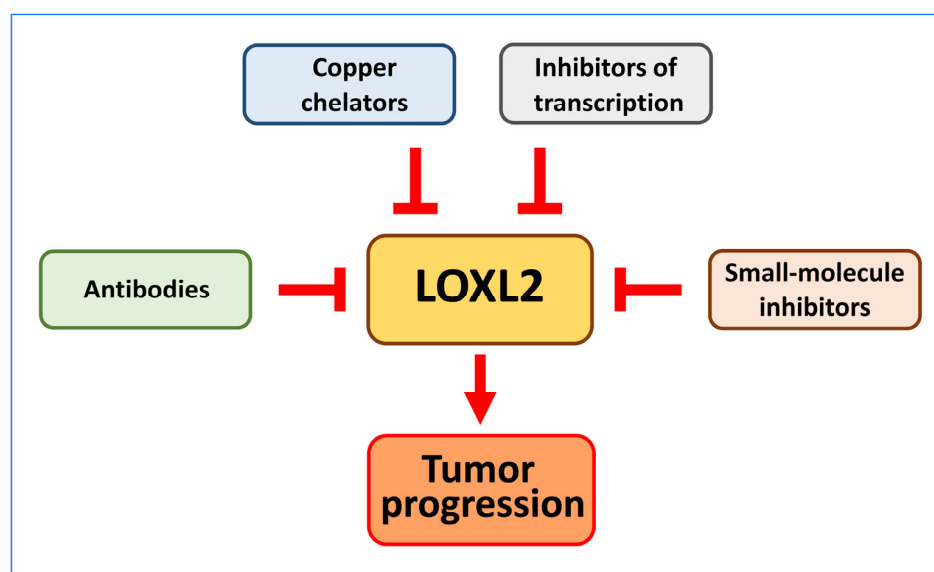 Copper
chelators
Inhibitors of
transcription
Antibodies
LOXL2
Small-molecule
inhibitors
Tumor
progression